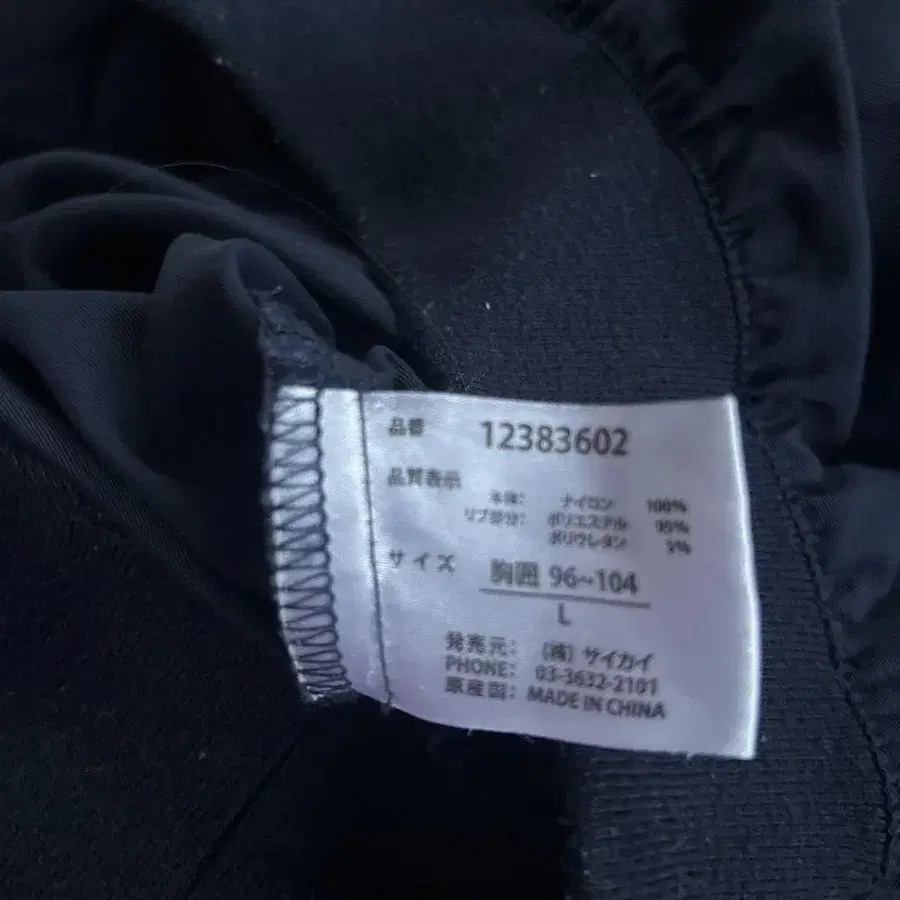 品番 12383602
品質表示
本体: ナイロン 100%
リブ部分: ポリエステル 95%
ポリウレタン 5%
サイズ 胸囲 96~104
L
発売元: (株) サイカイ
PHONE: 03-3632-2101
原産国: MADE IN CHINA